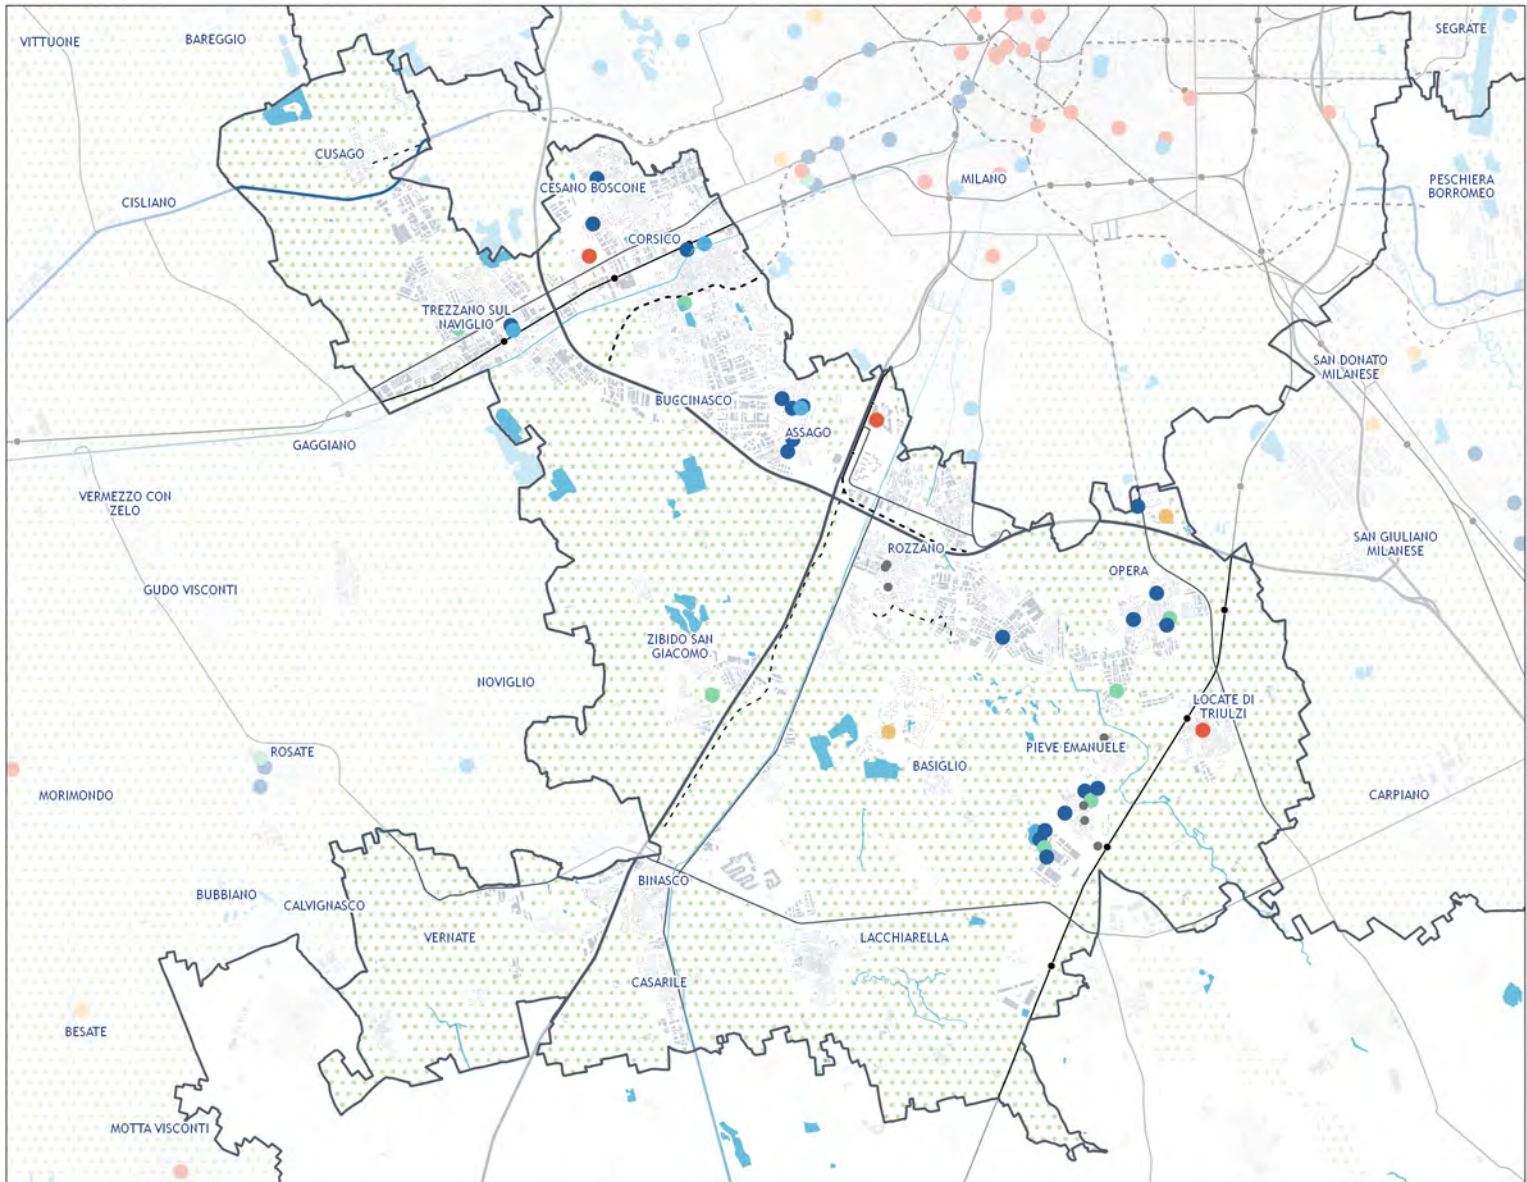 VITTUONE
BAREGGIO
SEGRATE
CUSAGO
CESANO BOSCONE
MILANO
PESCHIERA
BORROMEO
CISLIANO
CORSICO
TREZZANO SUL
NAVIGLIO
SAN DONATO
MILANESE
BUCCINASCO
ASSAGO
GAGGIANO
VERMEZZO CON
ZELO
ROZZANO
SAN GIULIANO
MILANESE
OPERA
GUDO VISCONTI
ZIBIDO SAN
GIACOMO
NOVIGLIO
LOCATE DI
TRIULZI
ROSATE
PIEVE EMANUELE
BASIGLIO
MORIMONDO
CARPIANO
BINASCO
BUBBIANO
CALVIGNASCO
VERNATE
LACCHIARELLA
CASARILE
BESATE
MOTTA VISCONTI